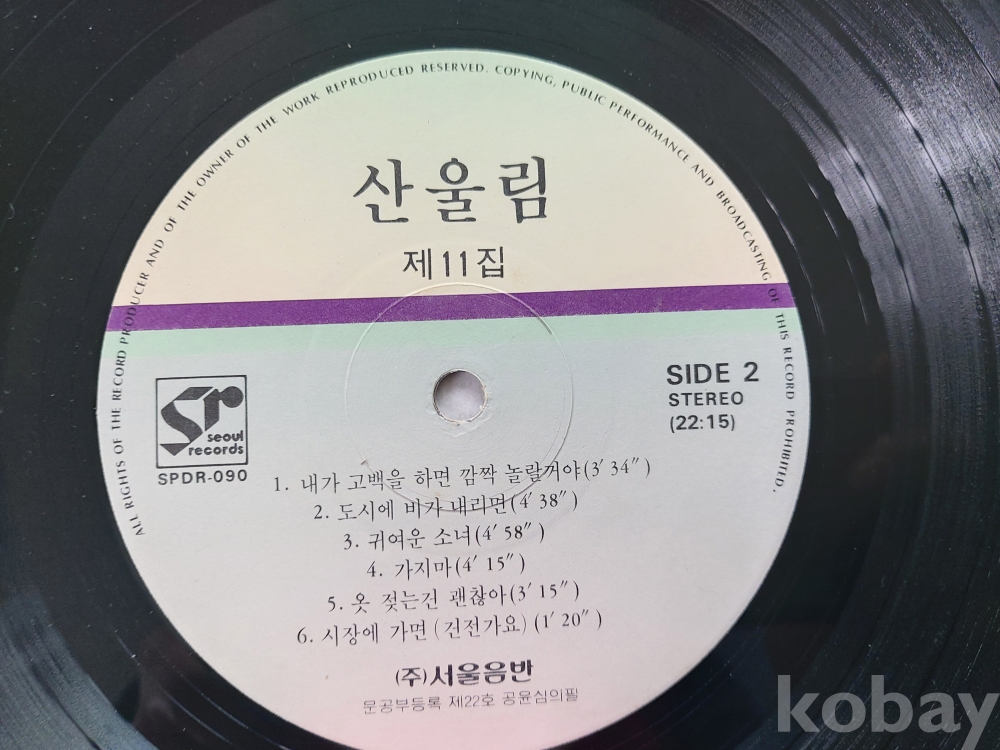 ALL RIGHTS OF THE RECORD PRODUCER AND OF THE OWNER OF THE WORK REPRODUCED RESERVED. COPYING, PUBLIC PERFORMANCE AND BROADCASTING OF THIS RECORD PROHIBITED.
산울림
제11집
SIDE 2
STEREO
(22:15)
Sr
seoul
records
SPDR-090
1. 내가 고백을 하면 깜짝 놀랄꺼야(3′ 34″)
2. 도시에 비가 내리면(4′ 38″)
3. 귀여운 소녀(4′ 58″)
4. 가지마(4′ 15″)
5. 옷 젖는건 괜찮아(3′ 15″)
6. 시장에 가면 (건전가요) (1′ 20″)
(주)서울음반
문공부등록 제22호 공윤심의필
kobay